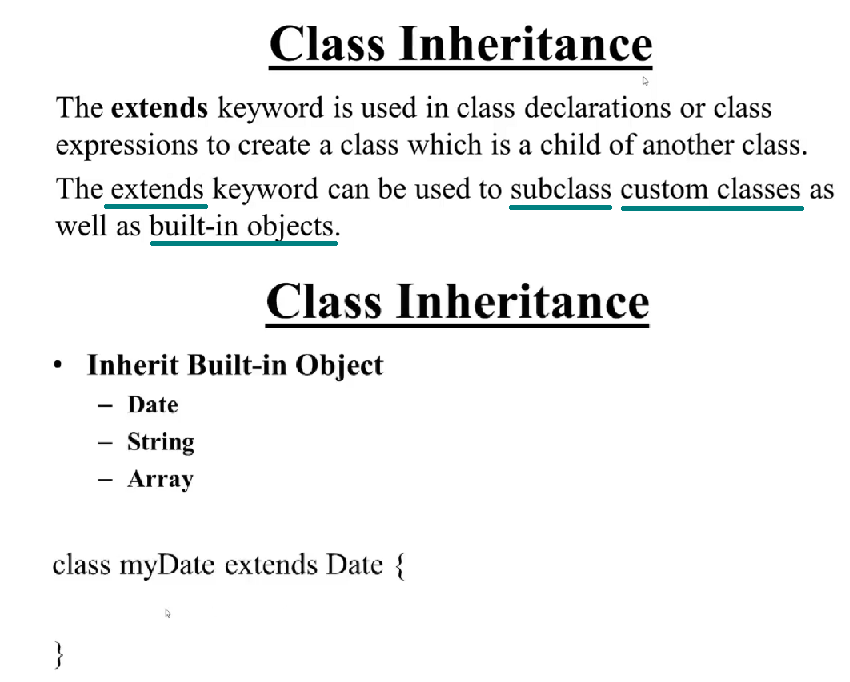 Class Inheritance
The extends keyword is used in class declarations or class
expressions to create a class which is a child of another class.
The extends keyword can be used to subclass custom classes as
well as built-in objects.
Class Inheritance
• Inherit Built-in Object
– Date
– String
– Array
class myDate extends Date {
}